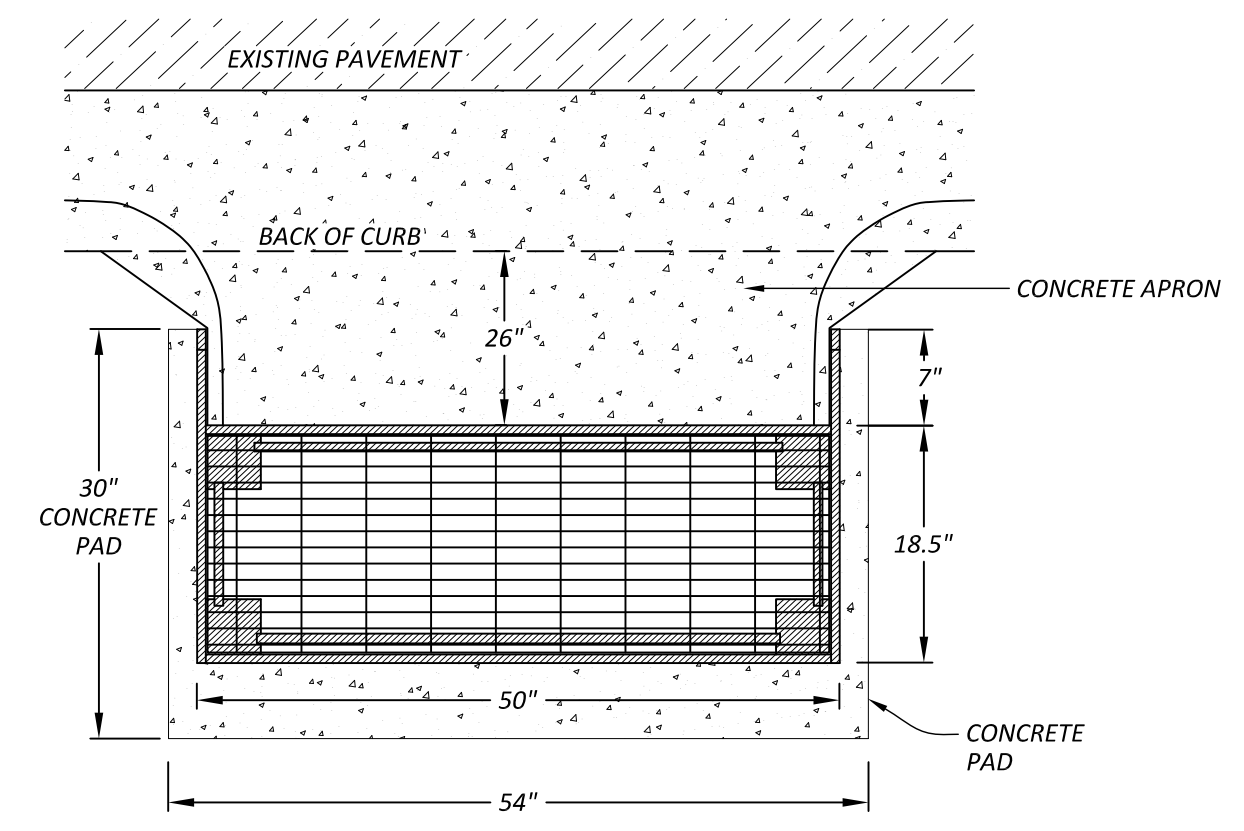 EXISTING PAVEMENT
BACK OF CURB
CONCRETE APRON
26"
7"
30"
CONCRETE
PAD
18.5"
50"
CONCRETE
PAD
54"